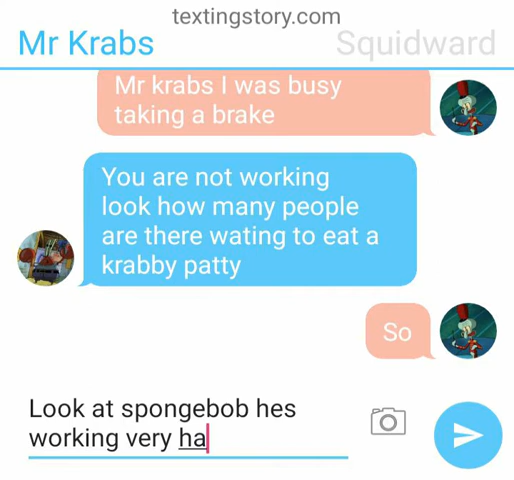 textingstory.com
Mr Krabs
Squidward
Mr krabs I was busy
taking a brake
You are not working
look how many people
are there wating to eat a
krabby patty
So
Look at spongebob hes
working very ha